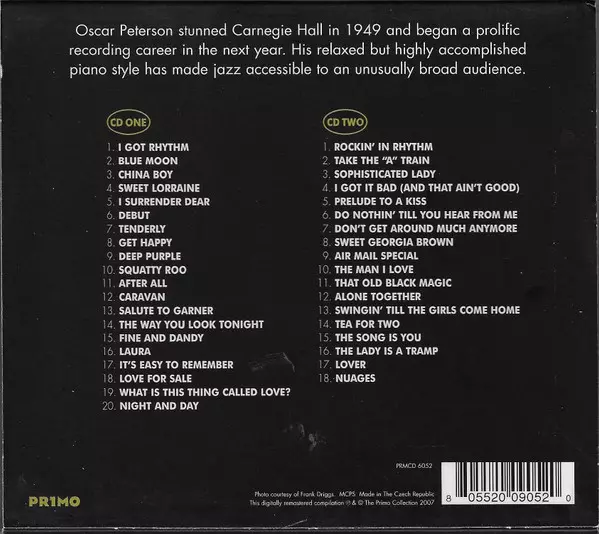 Oscar Peterson stunned Carnegie Hall in 1949 and began a prolific
recording career in the next year. His relaxed but highly accomplished
piano style has made jazz accessible to an unusually broad audience.
CD ONE
1. I GOT RHYTHM
2. BLUE MOON
3. CHINA BOY
4. SWEET LORRAINE
5. I SURRENDER DEAR
6. DEBUT
7. TENDERLY
8. GET HAPPY
9. DEEP PURPLE
10. SQUATTY ROO
11. AFTER ALL
12. CARAVAN
13. SALUTE TO GARNER
14. THE WAY YOU LOOK TONIGHT
15. FINE AND DANDY
16. LAURA
17. IT'S EASY TO REMEMBER
18. LOVE FOR SALE
19. WHAT IS THIS THING CALLED LOVE?
20. NIGHT AND DAY
CD TWO
1. ROCKIN' IN RHYTHM
2. TAKE THE "A" TRAIN
3. SOPHISTICATED LADY
4. I GOT IT BAD (AND THAT AIN'T GOOD)
5. PRELUDE TO A KISS
6. DO NOTHIN' TILL YOU HEAR FROM ME
7. DON'T GET AROUND MUCH ANYMORE
8. SWEET GEORGIA BROWN
9. AIR MAIL SPECIAL
10. THE MAN I LOVE
11. THAT OLD BLACK MAGIC
12. ALONE TOGETHER
13. SWINGIN' TILL THE GIRLS COME HOME
14. TEA FOR TWO
15. THE SONG IS YOU
16. THE LADY IS A TRAMP
17. LOVER
18. NUAGES
PRMCD 6052
PR1MO
Photo courtesy of Frank Driggs. MCPS. Made in The Czech Republic
This digitally remastered compilation ℗ & © The Primo Collection 2007
8 05520 09052 0